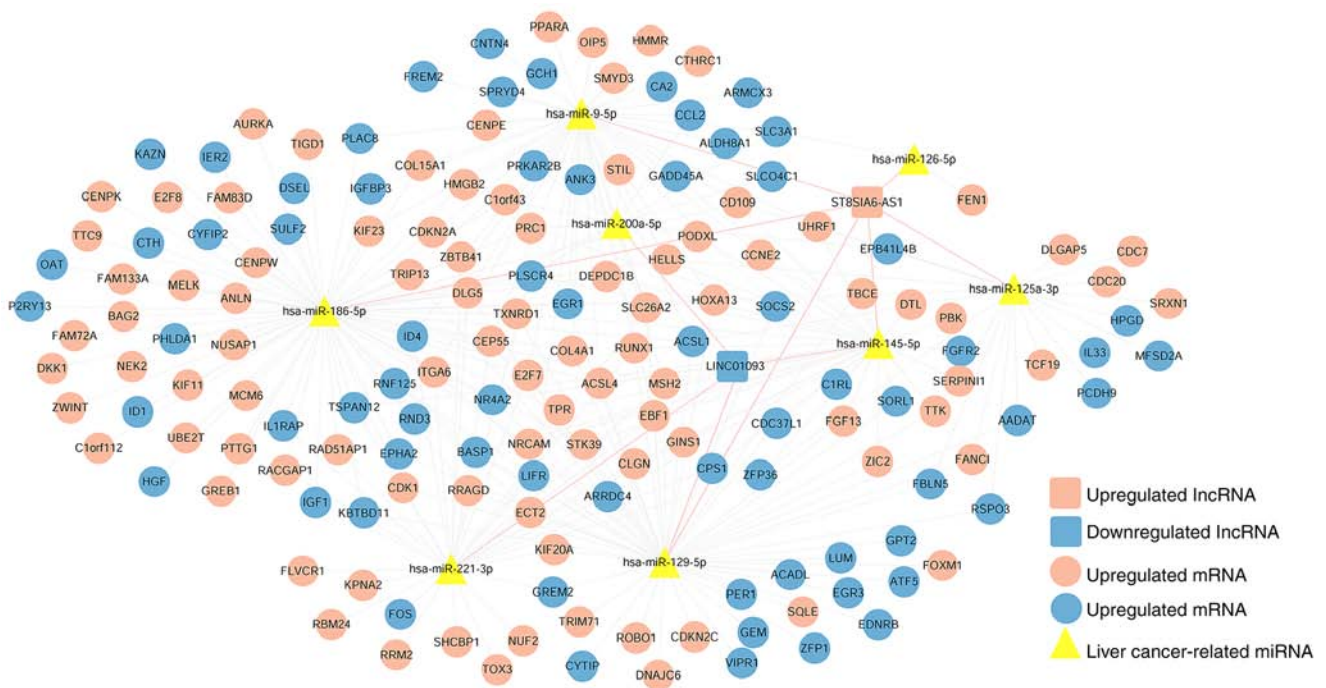 PPARA
OIP5
HMMR
CNTN4
CTHRC1
GCH1
SMYD3
FREM2
SPRYD4
CA2
ARMCX3
hsa-miR-9-5p
CCL2
AURKA
CENPE
SLC3A1
TIGD1
PLAC8
ALDH8A1
KAZN
IER2
COL15A1
PRKAR2B
STIL
hsa-miR-126-5p
SLCO4C1
GADD45A
ANK3
DSEL
IGFBP3
HMGB2
CENPK
E2F8
FAM83D
C1orf43
CD109
ST8SIA6-AS1
FEN1
SULF2
hsa-miR-200a-5p
TTC9
CYFIP2
KIF23
CDKN2A
PRC1
PODXL
UHRF1
CTH
ZBTB41
EPB41L4B
DLGAP5
CDC7
OAT
CENPW
HELLS
CCNE2
FAM133A
MELK
TRIP13
PLSCR4
DEPDC1B
CDC20
ANLN
DLG5
hsa-miR-125a-3p
TBCE
P2RY13
BAG2
hsa-miR-186-5p
TXNRD1
EGR1
SLC26A2
HOXA13
SOCS2
DTL
SRXN1
PBK
HPGD
FAM72A
PHLDA1
NUSAP1
ID4
CEP55
COL4A1
RUNX1
ACSL1
hsa-miR-145-5p
FGFR2
IL33
MFSD2A
DKK1
NEK2
ITGA6
LINC01093
TCF19
KIF11
RNF125
E2F7
ACSL4
MSH2
C1RL
SERPINI1
PCDH9
ZWINT
ID1
MCM6
TSPAN12
NR4A2
TPR
EBF1
SORL1
TTK
AADAT
RND3
CDC37L1
FGF13
IL1RAP
C1orf112
UBE2T
PTTG1
RAD51AP1
EPHA2
BASP1
NRCAM
STK39
GINS1
ZIC2
FANCI
RACGAP1
CLGN
CPS1
ZFP36
HGF
GREB1
IGF1
CDK1
RRAGD
LIFR
ARRDC4
FBLN5
KBTBD11
ECT2
RSPO3
Upregulated lncRNA
Downregulated lncRNA
KIF20A
GPT2
FLVCR1
KPNA2
hsa-miR-221-3p
hsa-miR-129-5p
ACADL
LUM
FOXM1
Upregulated mRNA
GREM2
PER1
EGR3
ATF5
Upregulated mRNA
RBM24
FOS
TRIM71
SQLE
EDNRB
RRM2
SHCBP1
NUF2
ROBO1
CDKN2C
GEM
ZFP1
Liver cancer-related miRNA
TOX3
CYTIP
DNAJC6
VIPR1